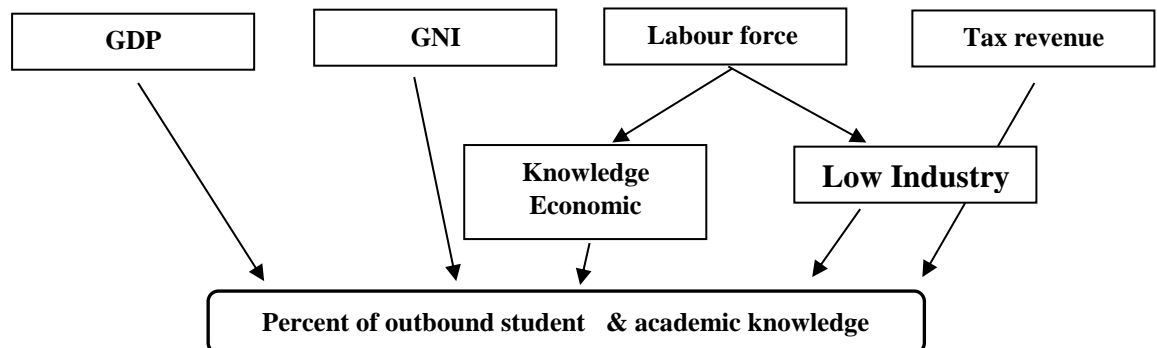 GDP
GNI
Labour force
Tax revenue
Knowledge
Economic
Low Industry
Percent of outbound student & academic knowledge